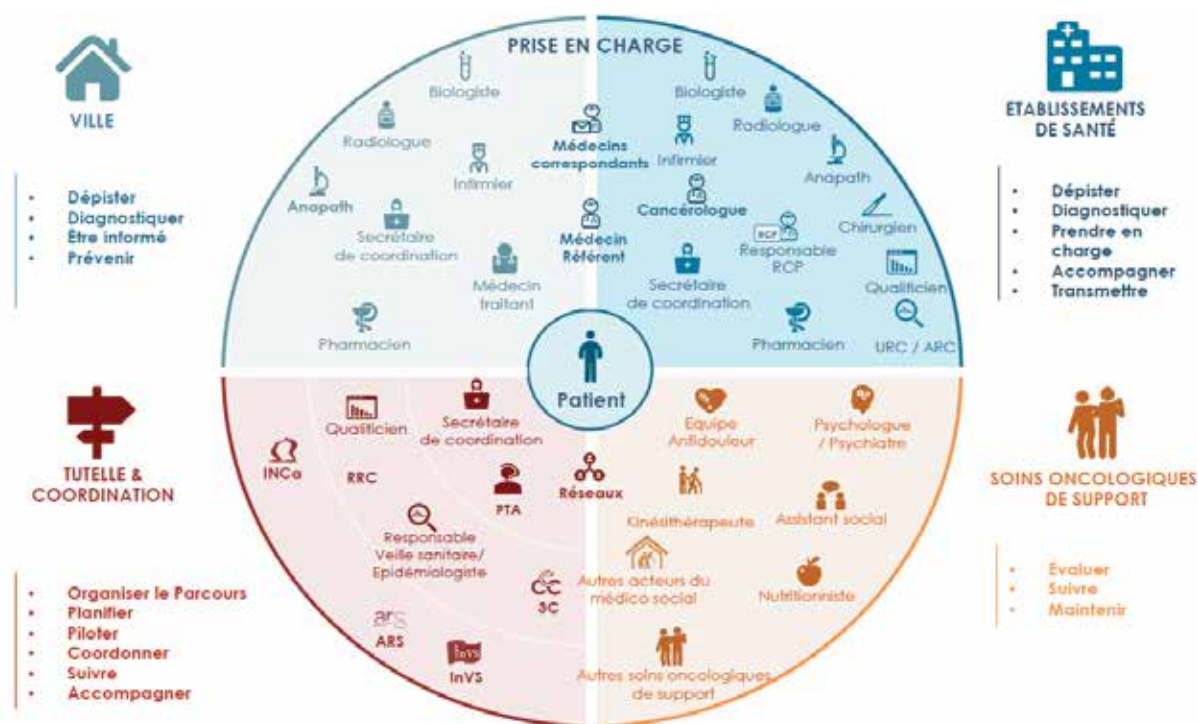 PRISE EN CHARGE
VILLE
• Dépister
• Diagnostiquer
• Être informé
• Prévenir
Biologiste
Radiologue
Infirmier
Anapath
Secrétaire
de coordination
Médecin
traitant
Pharmacien
Médecins
correspondants
Médecin
Référent
Biologiste
Radiologue
Infirmier
Anapath
Cancérologue
Chirurgien
RCP
Responsable
RCP
Secrétaire
de coordination
Qualiticien
Pharmacien
URC / ARC
ETABLISSEMENTS
DE SANTÉ
• Dépister
• Diagnostiquer
• Prendre en
charge
• Accompagner
• Transmettre
Patient
TUTELLE &
COORDINATION
• Organiser le Parcours
• Planifier
• Piloter
• Coordonner
• Suivre
• Accompagner
Qualiticien
Secrétaire
de coordination
INCa
RRC
PTA
Réseaux
Responsable
Veille sanitaire/
Epidémiologiste
CCC
3C
ars
ARS
InVS
InVS
Equipe
Antidouleur
Psychologue
/ Psychiatre
Kinésithérapeute
Assistant social
Autres acteurs du
médico social
Nutritionniste
Autres soins oncologiques
de support
SOINS ONCOLOGIQUES
DE SUPPORT
• Evaluer
• Suivre
• Maintenir